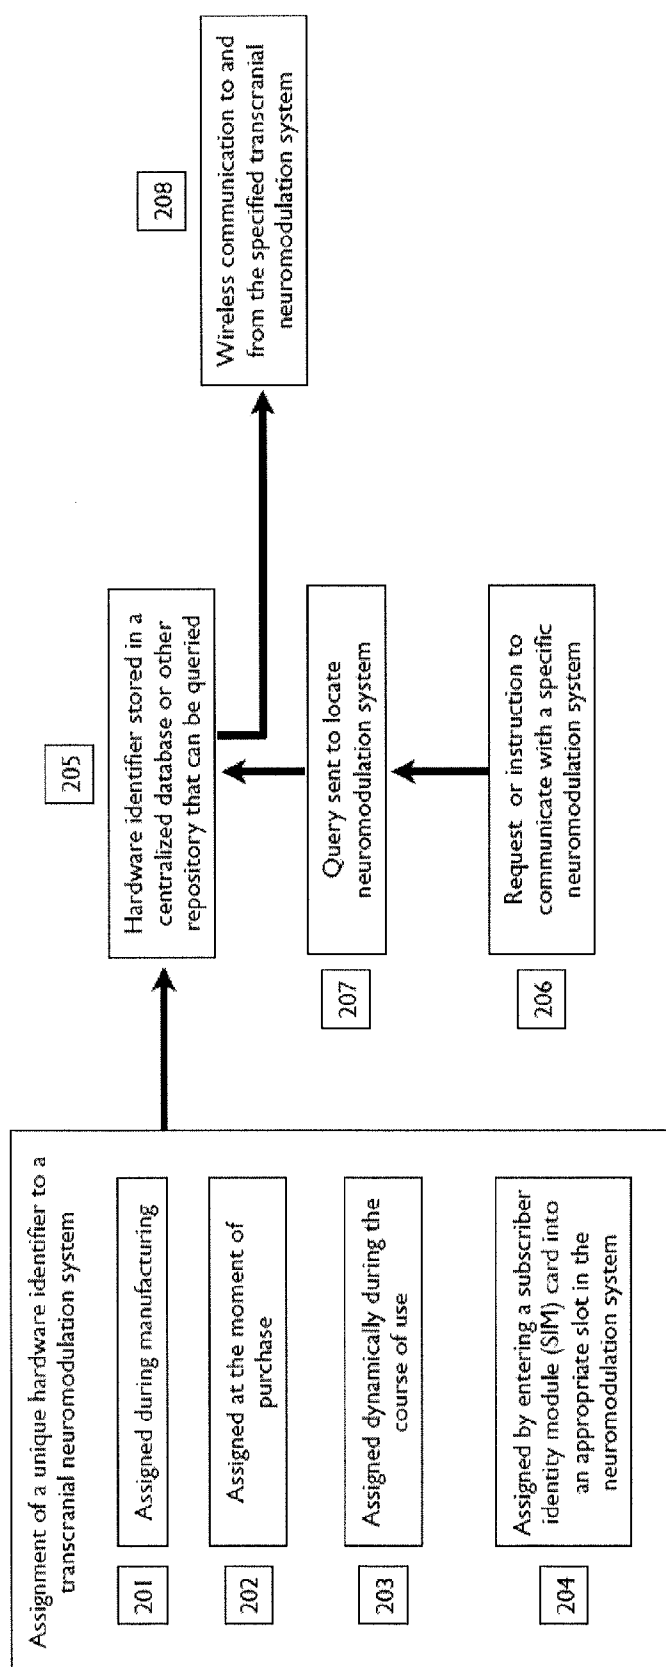 Assignment of a unique hardware identifier to a
transcranial neuromodulation system
201
Assigned during manufacturing
202
Assigned at the moment of
purchase
203
Assigned dynamically during the
course of use
204
Assigned by entering a subscriber
identity module (SIM) card into
an appropriate slot in the
neuromodulation system
205
Hardware identifier stored in a
centralized database or other
repository that can be queried
207
Query sent to locate
neuromodulation system
206
Request or instruction to
communicate with a specific
neuromodulation system
208
Wireless communication to and
from the specified transcranial
neuromodulation system